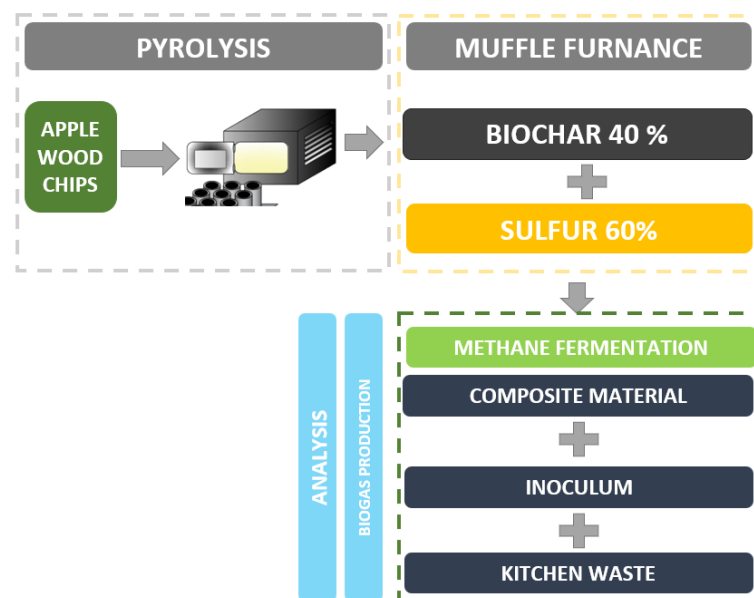 PYROLYSIS
MUFFLE FURNANCE
APPLE
WOOD
CHIPS
BIOCHAR 40 %
SULFUR 60%
METHANE FERMENTATION
COMPOSITE MATERIAL
INOCULUM
KITCHEN WASTE
ANALYSIS
BIOGAS PRODUCTION